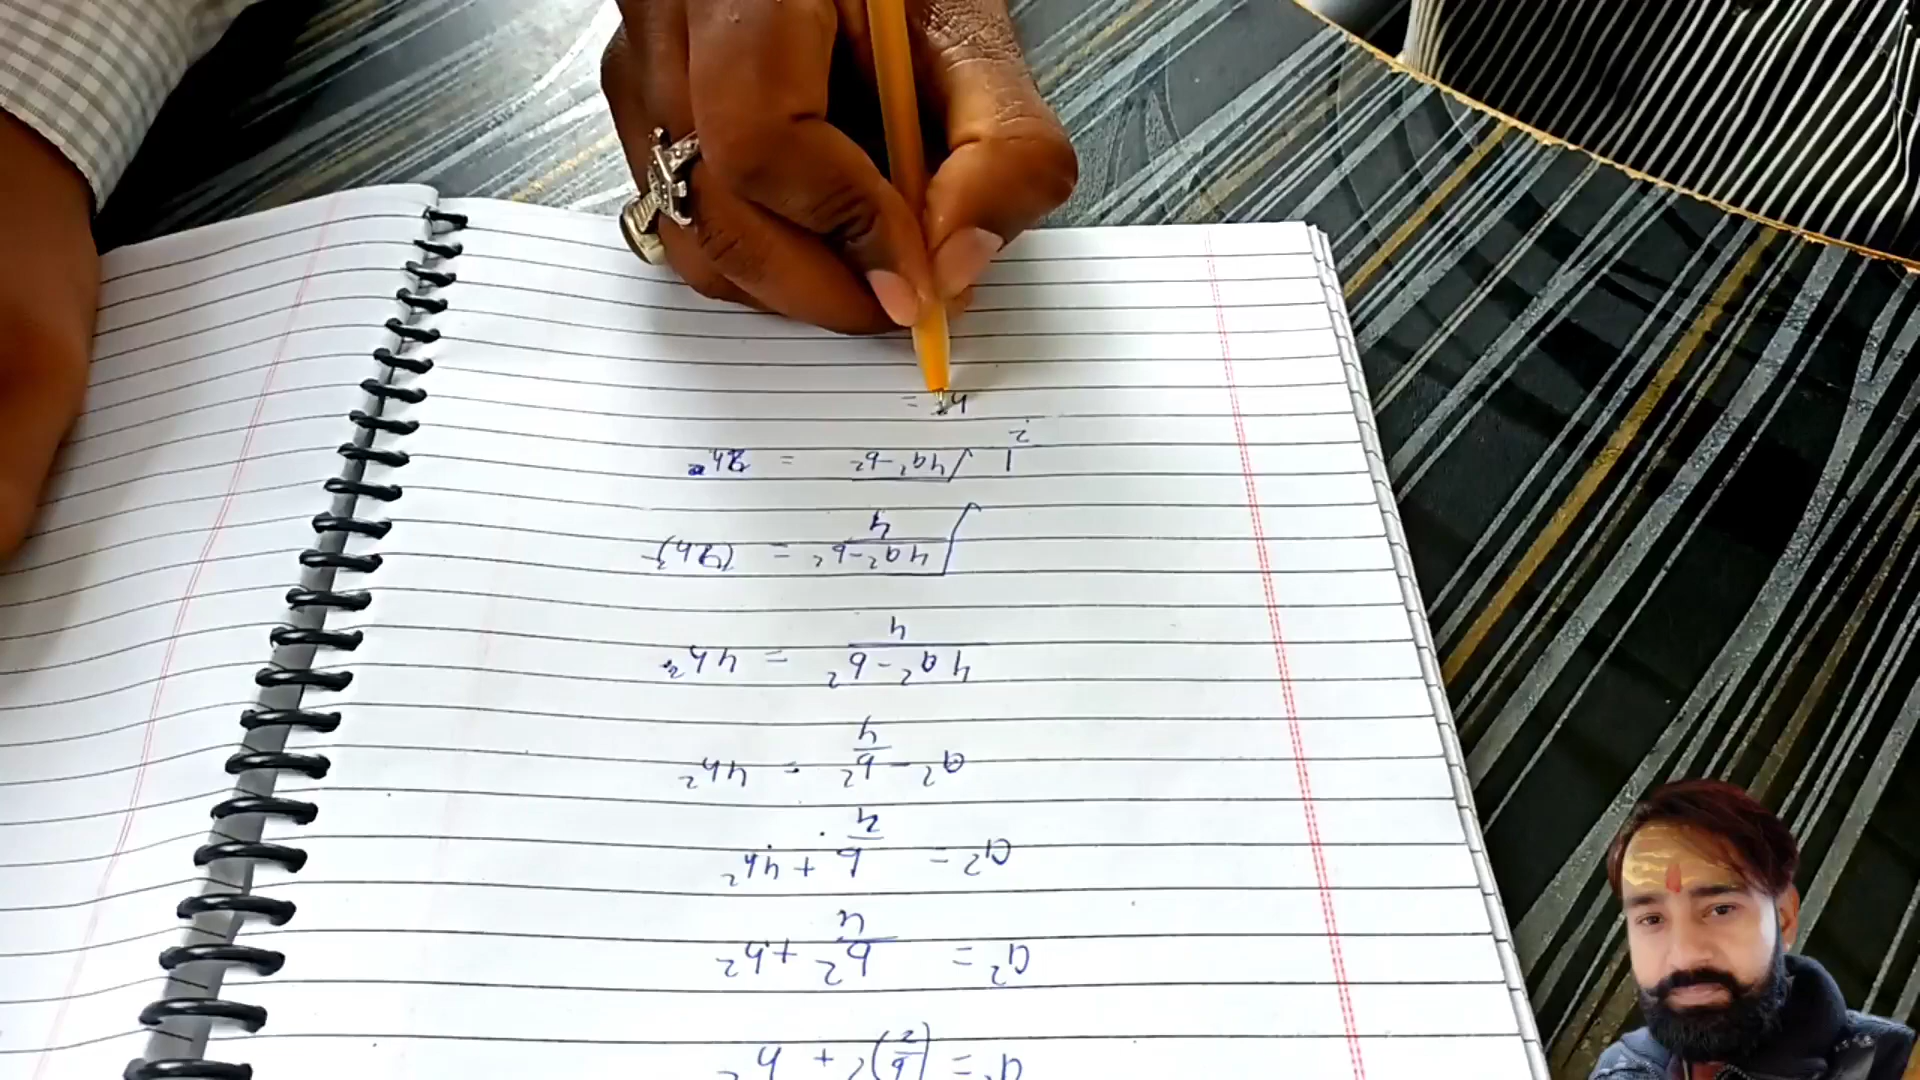 a² = (b/2)² + h²
a² = b²/4 + h²
a² = b/4 + 4h²
a² - b²/4 = 4h²
4a² - b²/4 = 4h²
√4a² - b²/4 = (2h)²
1/2 √4a² - b² = 2h
h =